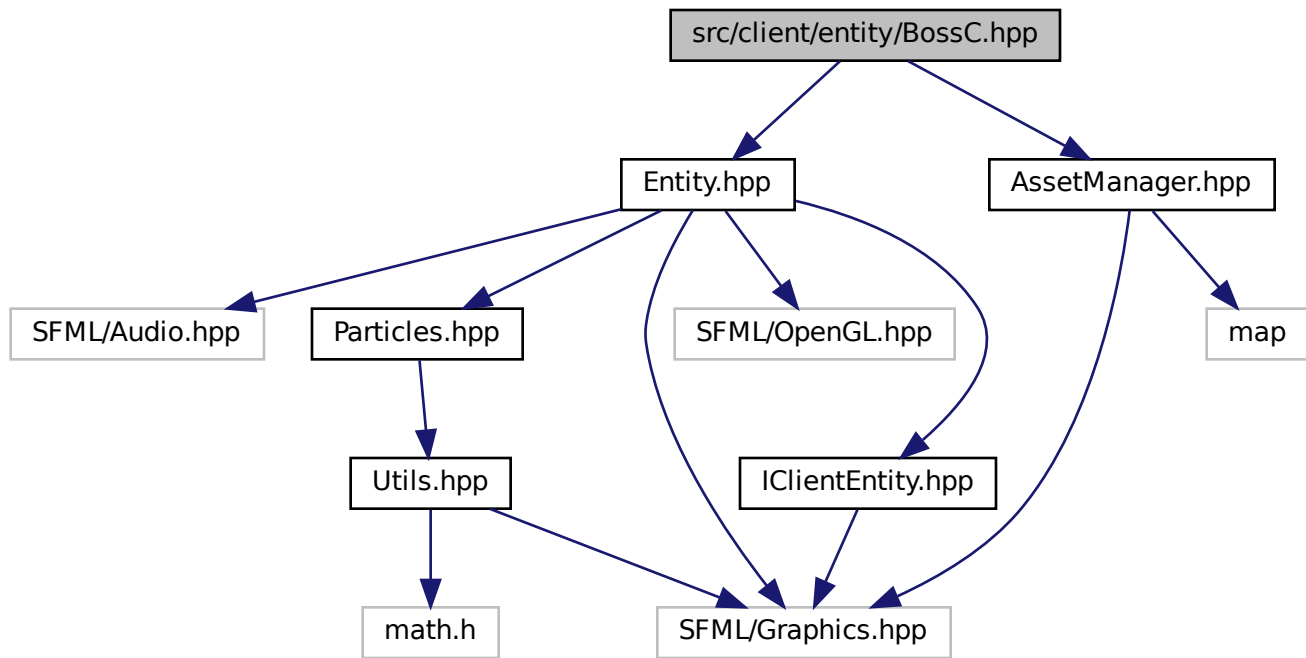 src/client/entity/BossC.hpp
Entity.hpp
AssetManager.hpp
SFML/Audio.hpp
Particles.hpp
SFML/OpenGL.hpp
map
Utils.hpp
IClientEntity.hpp
math.h
SFML/Graphics.hpp